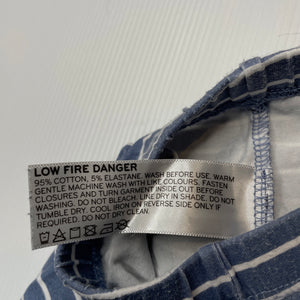 LOW FIRE DANGER
95% COTTON, 5% ELASTANE. WASH BEFORE USE. WARM
GENTLE MACHINE WASH WITH LIKE COLOURS. FASTEN
CLOSURES AND TURN GARMENT INSIDE OUT BEFORE
WASHING. DO NOT BLEACH. LINE DRY IN SHADE. DO NOT
TUMBLE DRY. COOL IRON ON REVERSE SIDE ONLY IF
REQUIRED. DO NOT DRY CLEAN.